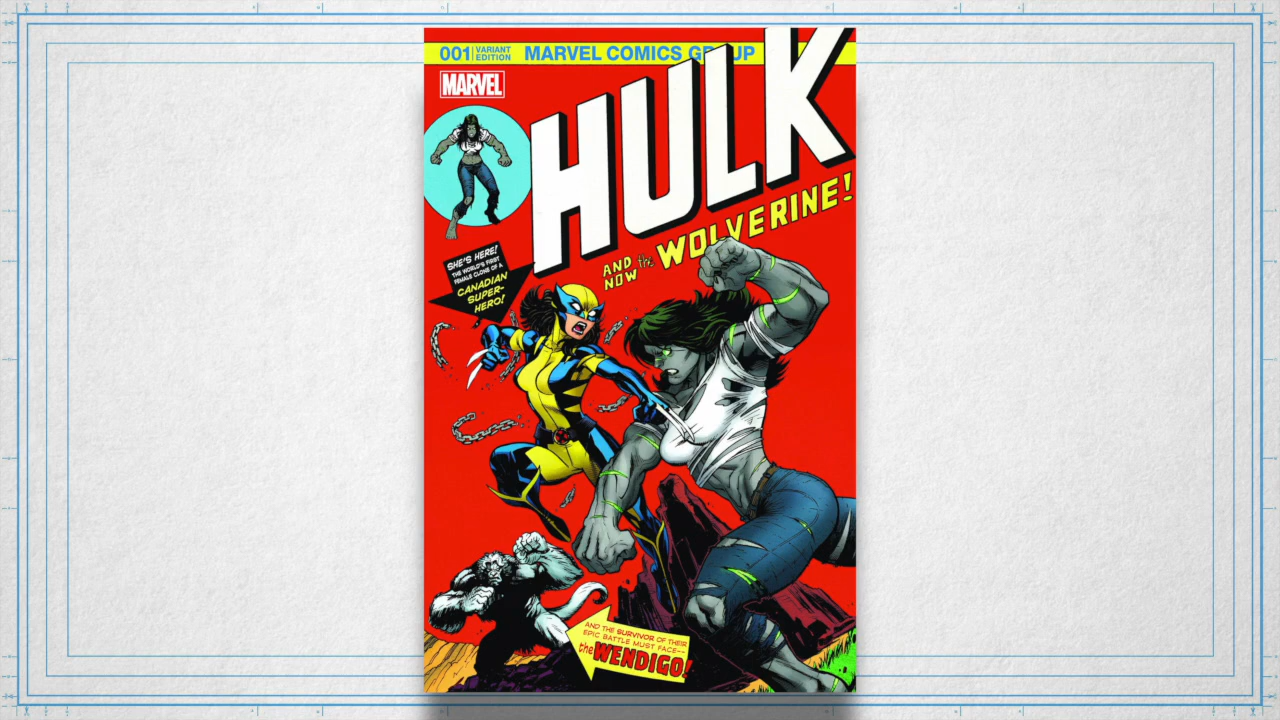 001 VARIANT
EDITION
MARVEL COMICS GROUP
MARVEL
HULK
AND
NOW the WOLVERINE!
SHE'S HERE!
THE WORLD'S FIRST
FEMALE CLONE OF A
CANADIAN
SUPER-
HERO!
AND THE SURVIVOR OF THEIR
EPIC BATTLE MUST FACE--
the WENDIGO!